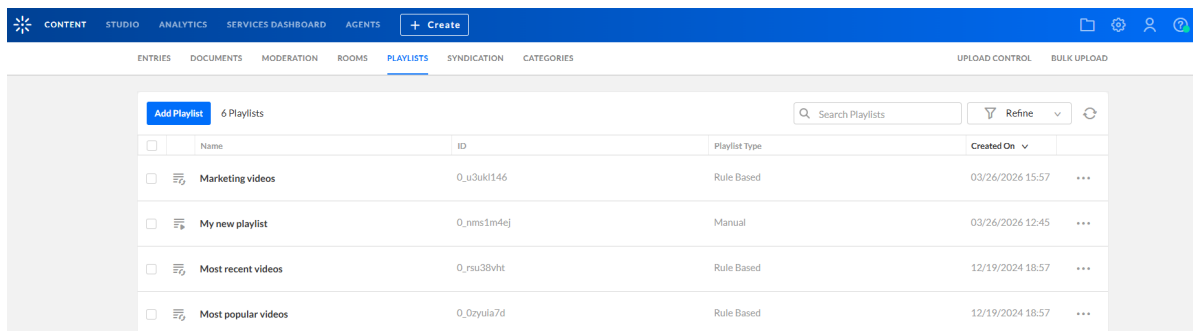 CONTENT STUDIO ANALYTICS SERVICES DASHBOARD AGENTS + Create
ENTRIES DOCUMENTS MODERATION ROOMS PLAYLISTS SYNDICATION CATEGORIES UPLOAD CONTROL BULK UPLOAD
Add Playlist 6 Playlists Search Playlists Refine
Name ID Playlist Type Created On
Marketing videos 0_u3ukl146 Rule Based 03/26/2026 15:57
My new playlist 0_nms1m4ej Manual 03/26/2026 12:45
Most recent videos 0_rsu38vht Rule Based 12/19/2024 18:57
Most popular videos 0_0zyuia7d Rule Based 12/19/2024 18:57